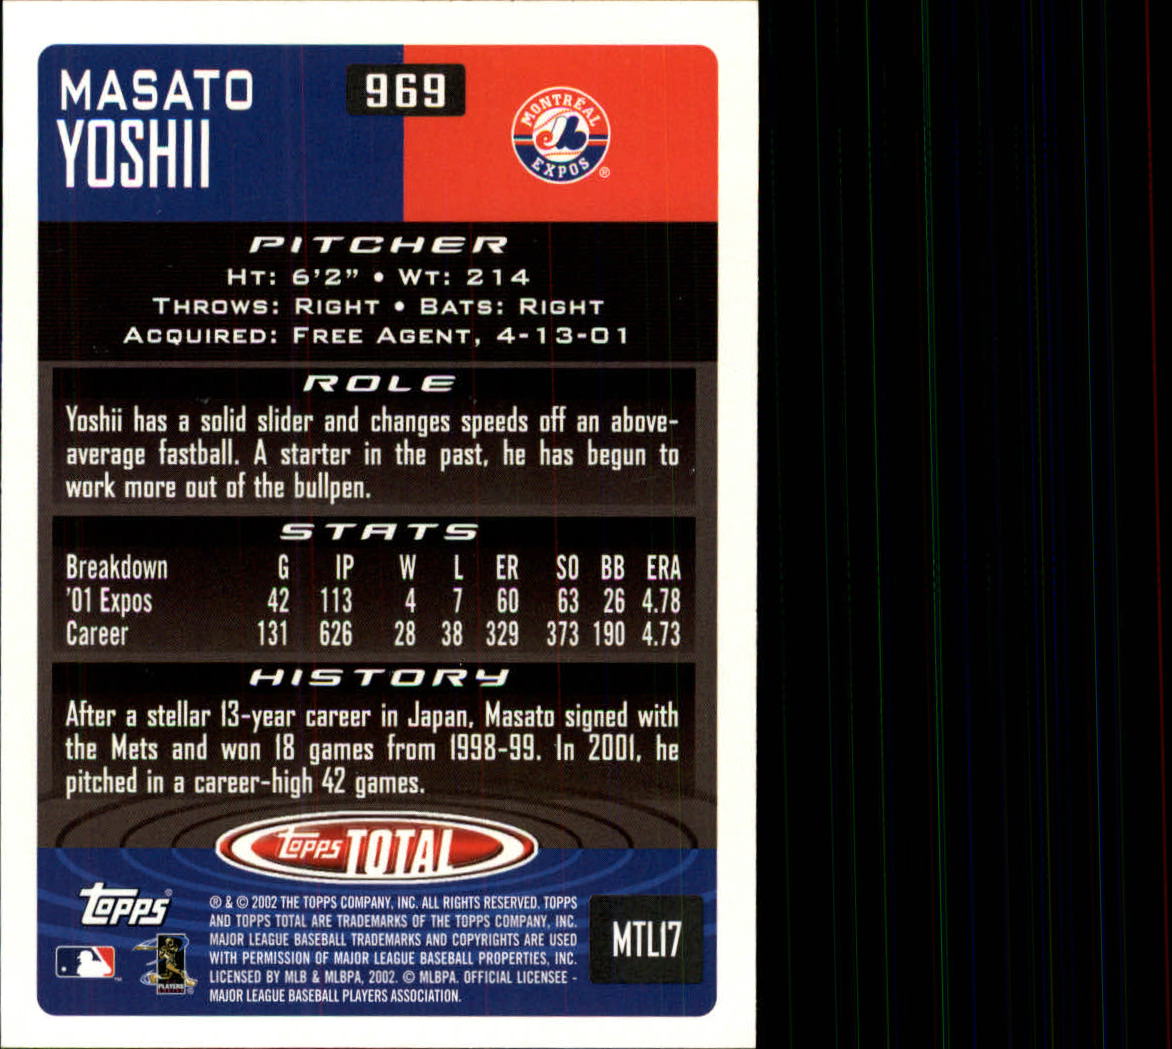 MASATO
YOSHII
969
MONTRÉAL
EXPOS ®
PITCHER
HT: 6'2" • WT: 214
THROWS: RIGHT • BATS: RIGHT
ACQUIRED: FREE AGENT, 4-13-01
ROLE
Yoshii has a solid slider and changes speeds off an above-
average fastball. A starter in the past, he has begun to
work more out of the bullpen.
STATS
Breakdown G IP W L ER SO BB ERA
'01 Expos 42 113 4 7 60 63 26 4.78
Career 131 626 28 38 329 373 190 4.73
HISTORY
After a stellar 13-year career in Japan, Masato signed with
the Mets and won 18 games from 1998-99. In 2001, he
pitched in a career-high 42 games.
Topps TOTAL
Topps ®
® & © 2002 THE TOPPS COMPANY, INC. ALL RIGHTS RESERVED. TOPPS
AND TOPPS TOTAL ARE TRADEMARKS OF THE TOPPS COMPANY, INC.
MAJOR LEAGUE BASEBALL TRADEMARKS AND COPYRIGHTS ARE USED
WITH PERMISSION OF MAJOR LEAGUE BASEBALL PROPERTIES, INC.
LICENSED BY MLB & MLBPA, 2002. © MLBPA. OFFICIAL LICENSEE -
MAJOR LEAGUE BASEBALL PLAYERS ASSOCIATION.
PLAYERS
MTL17